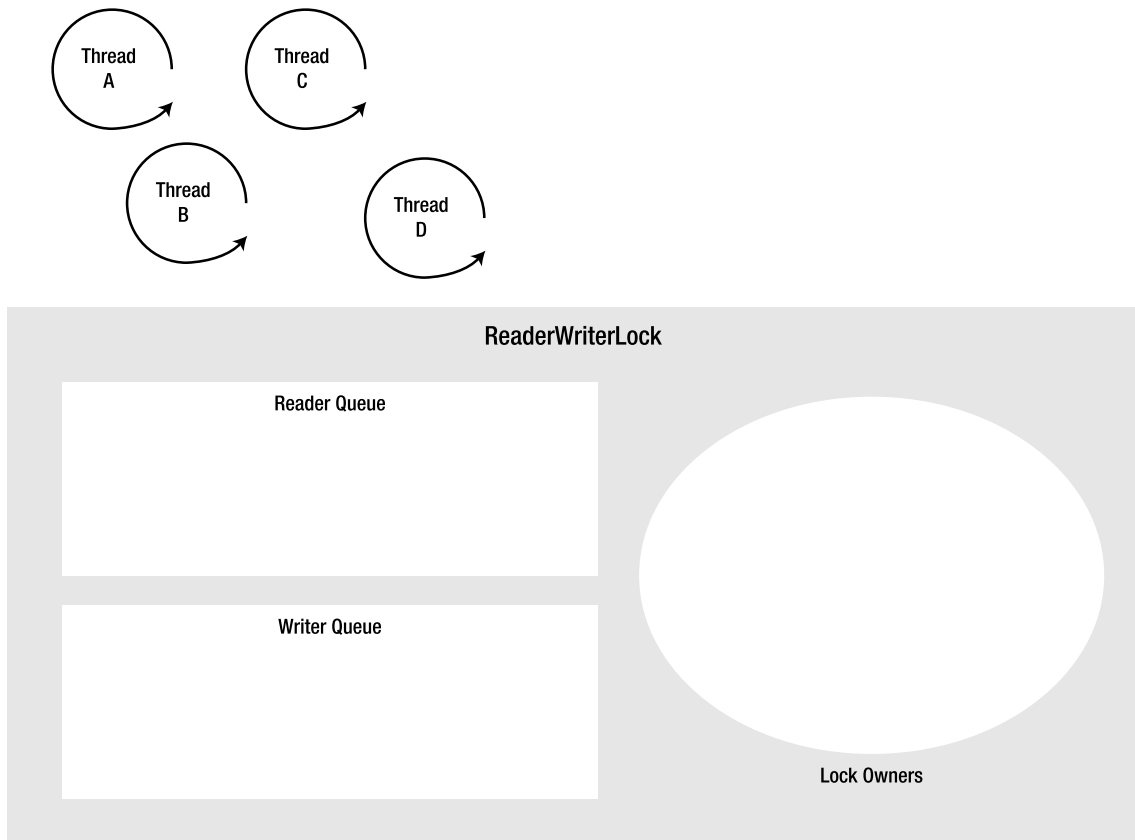 Thread
A
Thread
C
Thread
B
Thread
D
ReaderWriterLock
Reader Queue
Writer Queue
Lock Owners